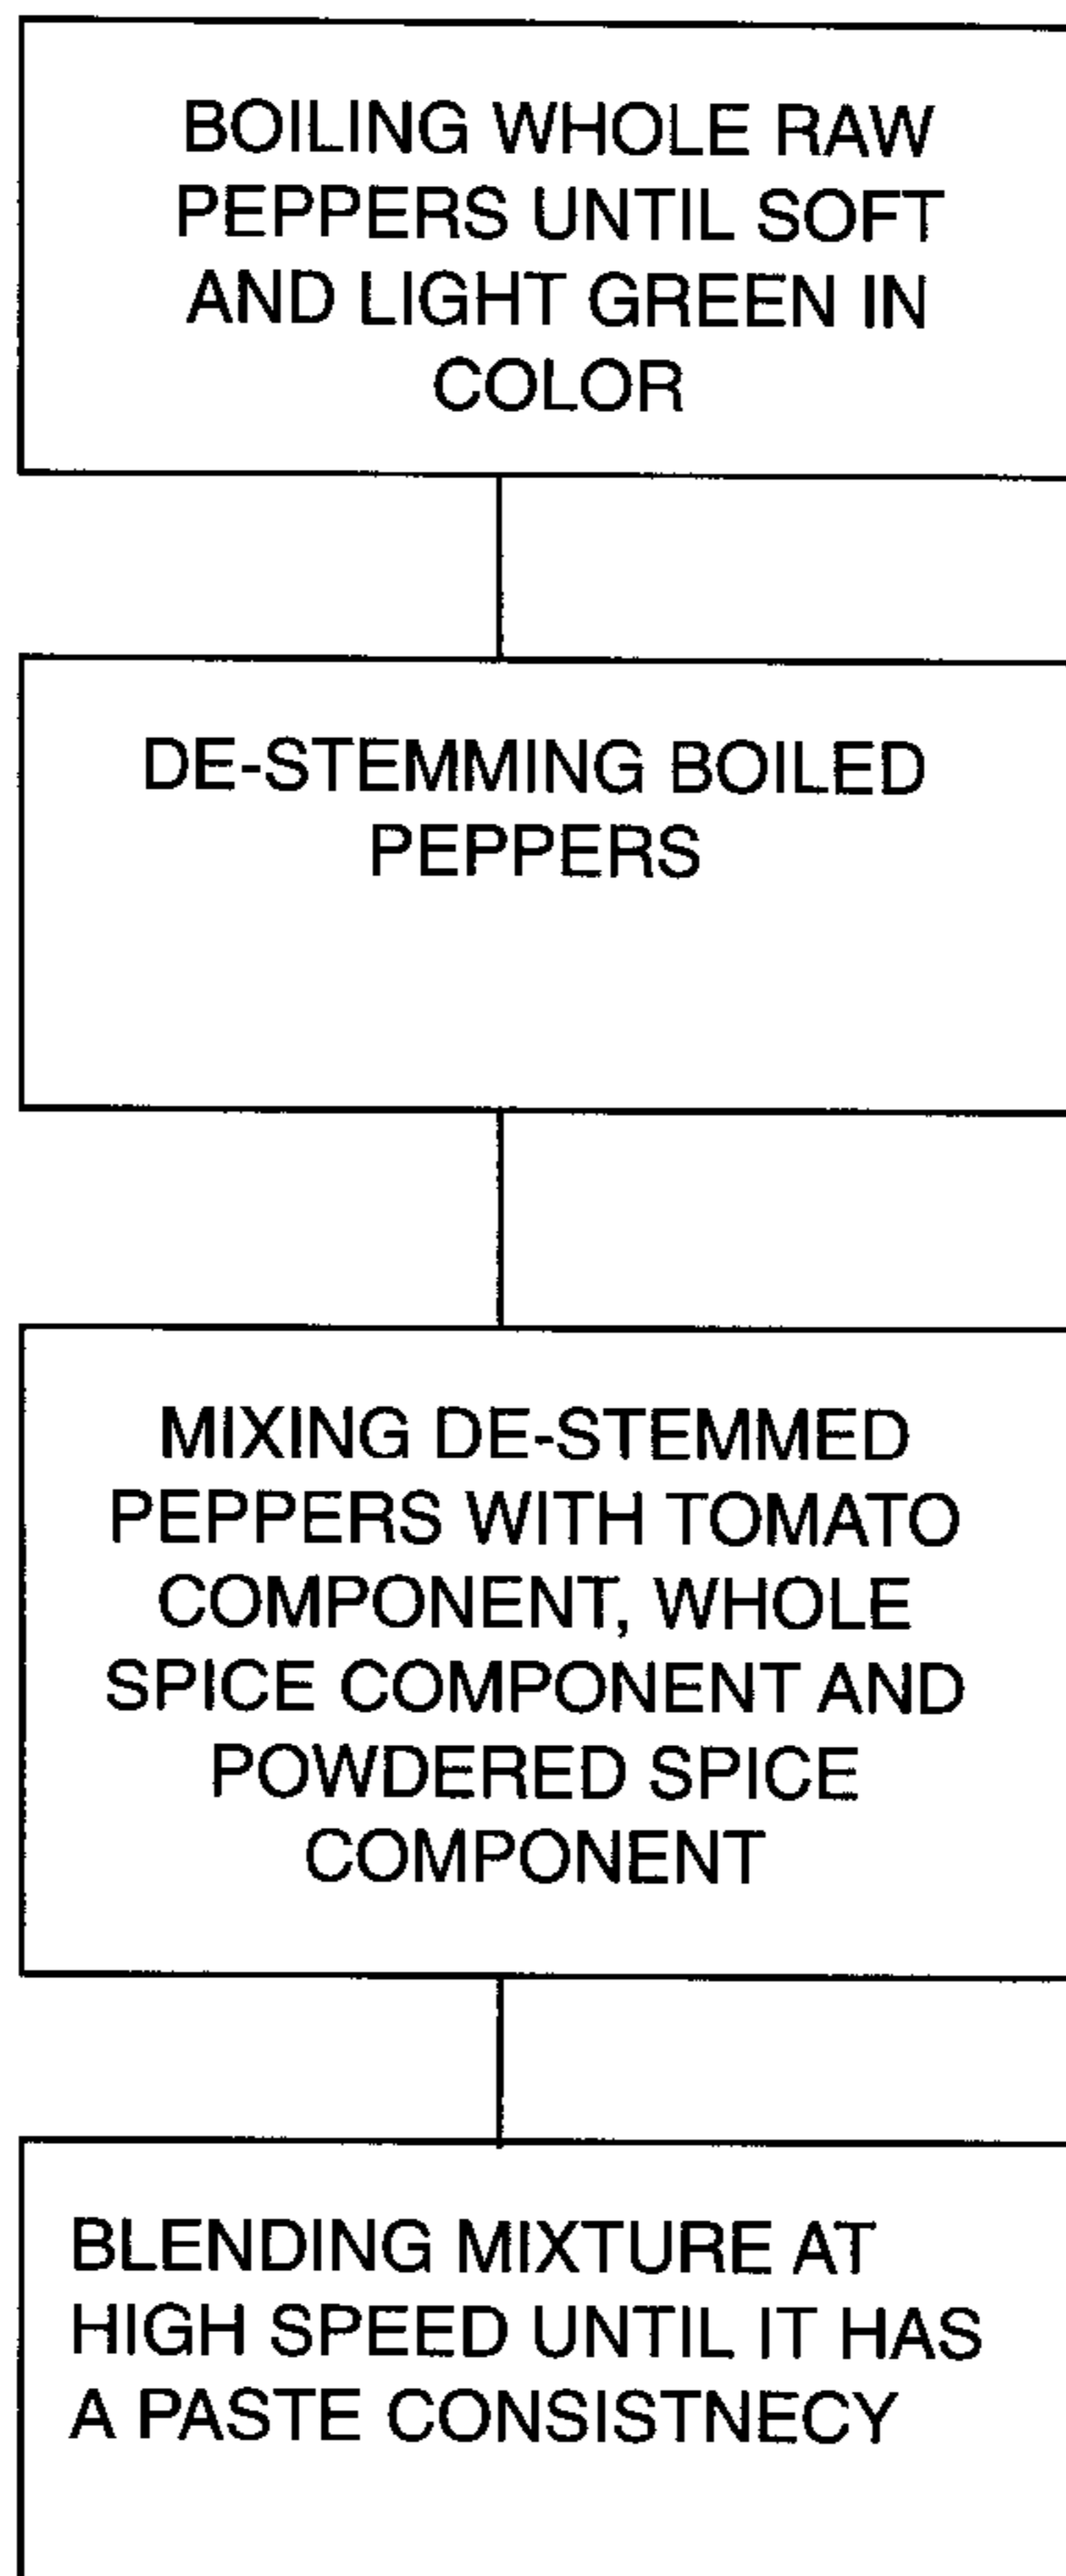 BOILING WHOLE RAW
PEPPERS UNTIL SOFT
AND LIGHT GREEN IN
COLOR
DE-STEMMING BOILED
PEPPERS
MIXING DE-STEMMED
PEPPERS WITH TOMATO
COMPONENT, WHOLE
SPICE COMPONENT AND
POWDERED SPICE
COMPONENT
BLENDING MIXTURE AT
HIGH SPEED UNTIL IT HAS
A PASTE CONSISTNECY